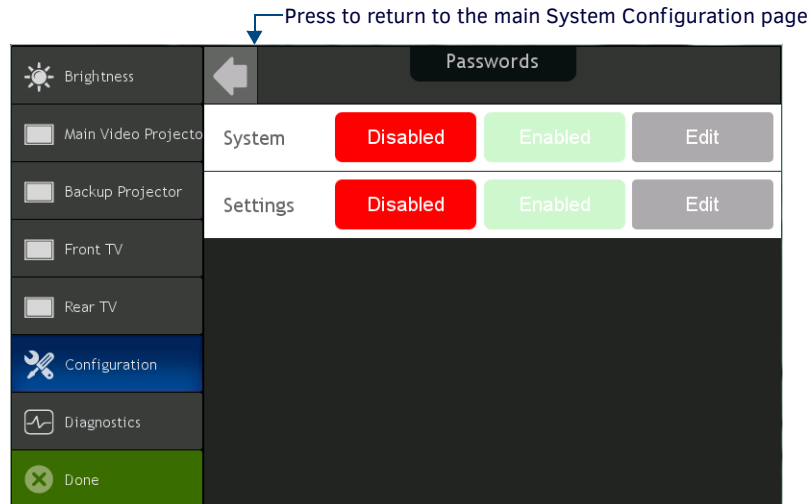 Press to return to the main System Configuration page
Passwords
Brightness
Main Video Projecto
Backup Projector
Front TV
Rear TV
Configuration
Diagnostics
Done
System Disabled Enabled Edit
Settings Disabled Enabled Edit